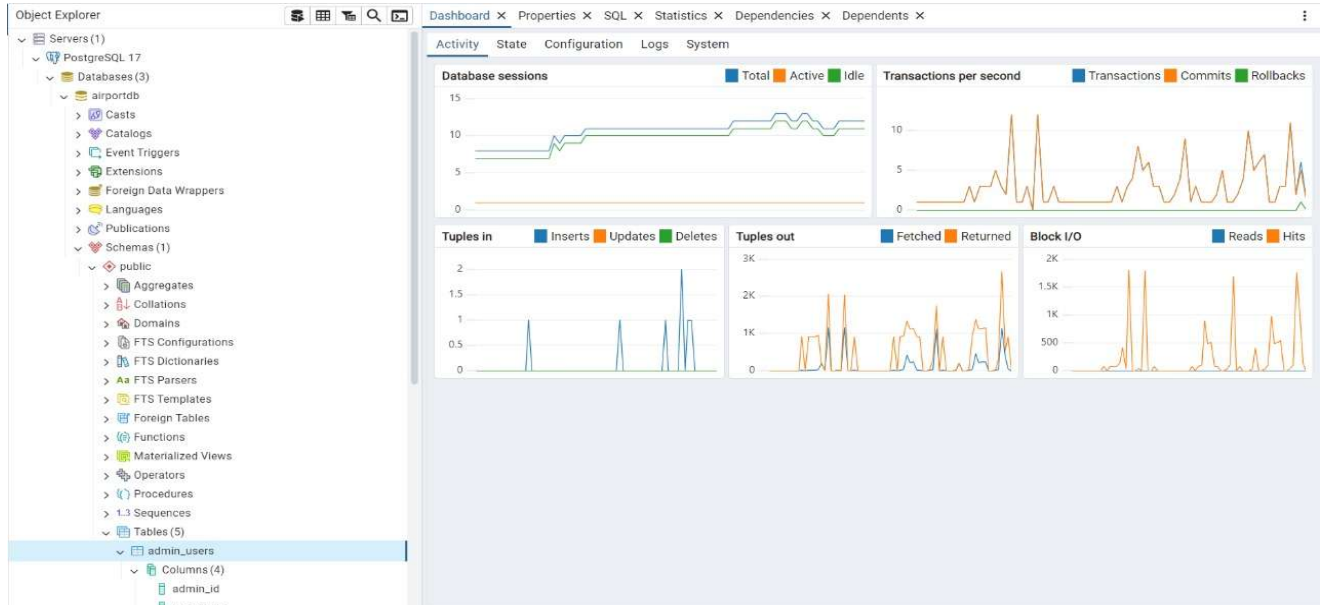 Object Explorer
Servers (1)
PostgreSQL 17
Databases (3)
airportdb
Casts
Catalogs
Event Triggers
Extensions
Foreign Data Wrappers
Languages
Publications
Schemas (1)
public
Aggregates
Collations
Domains
FTS Configurations
FTS Dictionaries
Aa FTS Parsers
FTS Templates
Foreign Tables
Functions
Materialized Views
Operators
Procedures
1..3 Sequences
Tables (5)
admin_users
Columns (4)
admin_id
Dashboard Properties SQL Statistics Dependencies Dependents
Activity State Configuration Logs System
Database sessions Total Active Idle
15
10
5
0
Transactions per second Transactions Commits Rollbacks
10
5
0
Tuples in Inserts Updates Deletes
2
1.5
1
0.5
0
Tuples out Fetched Returned
3K
2K
1K
0
Block I/O Reads Hits
2K
1.5K
1K
500
0